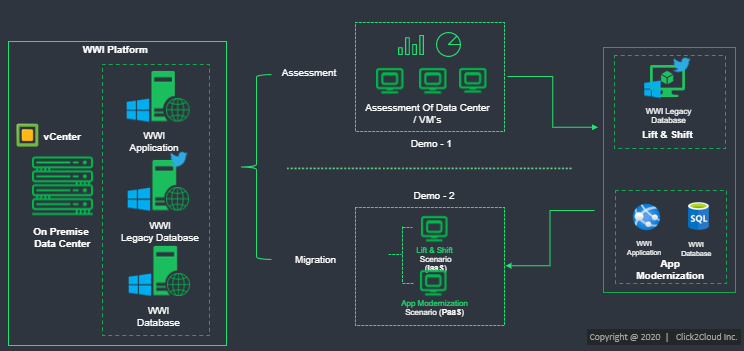 WWI Platform
vCenter
On Premise
Data Center
WWI
Application
WWI
Legacy Database
WWI
Database
Assessment
Migration
Assessment Of Data Center
/ VM's
Demo - 1
Demo - 2
Lift & Shift
Scenario
(IaaS)
App Modernization
Scenario (PaaS)
WWI Legacy
Database
Lift & Shift
SQL
WWI
Application
WWI
Database
App
Modernization
Copyright @ 2020 | Click2Cloud Inc.